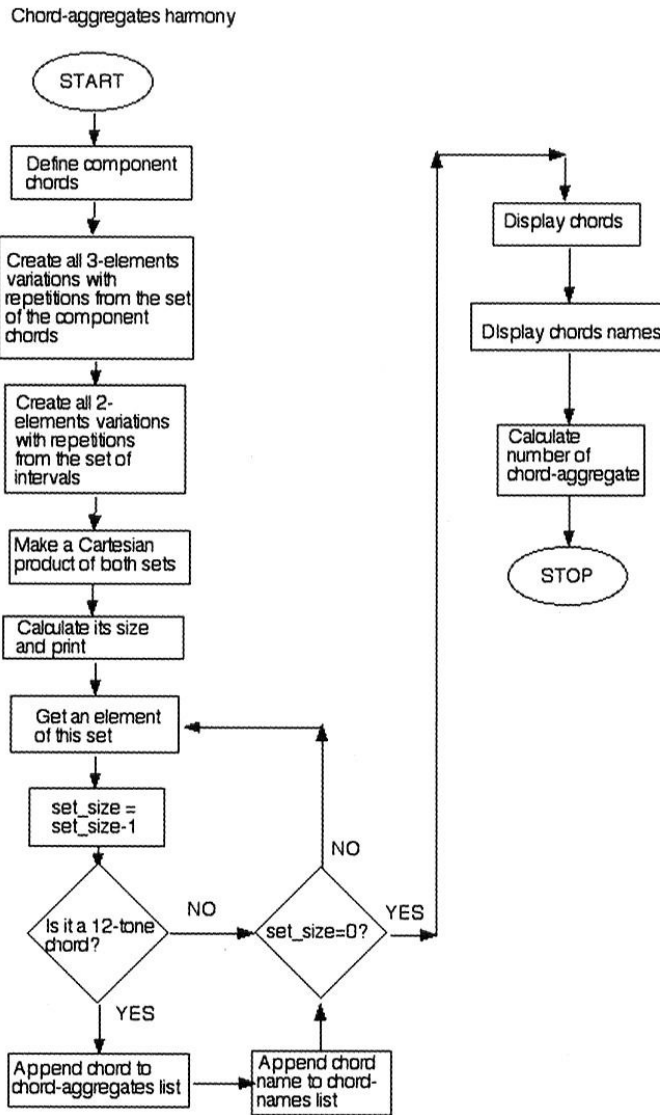 Chord-aggregates harmony
START
Define component
chords
Create all 3-elements
variations with
repetitions from the set
of the component
chords
Create all 2-
elements variations
with repetitions
from the set of
intervals
Make a Cartesian
product of both sets
Calculate its size
and print
Get an element
of this set
set_size =
set_size-1
Is it a 12-tone
chord?
NO
YES
Append chord to
chord-aggregates list
Append chord
name to chord-
names list
set_size=0?
NO
YES
Display chords
Display chords names
Calculate
number of
chord-aggregate
STOP